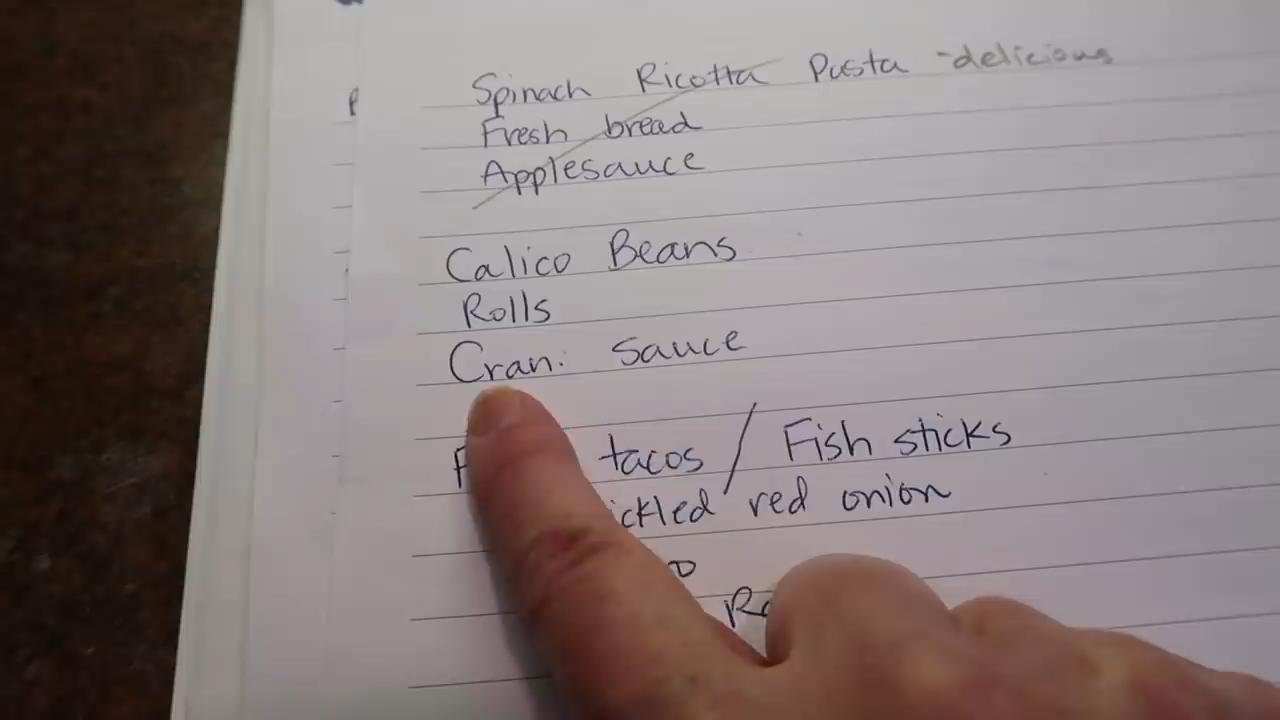 Spinach Ricotta Pasta -delicious
Fresh bread
Applesauce
Calico Beans
Rolls
Cran. Sauce
tacos / Fish sticks
red onion